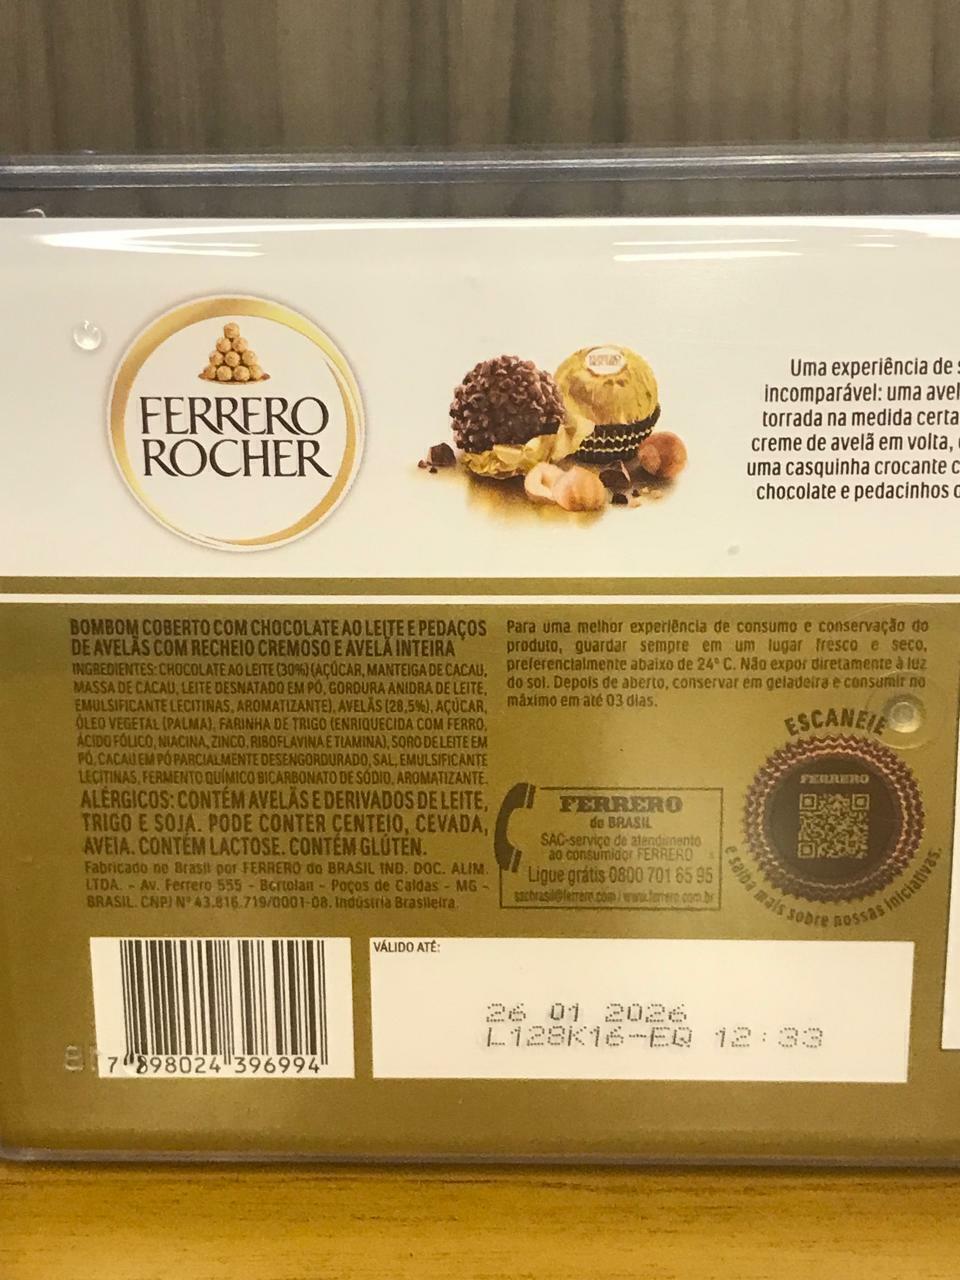 FERRERO
ROCHER
Uma experiência de
incomparável: uma avel
torrada na medida certa
creme de avelã em volta,
uma casquinha crocante c
chocolate e pedacinhos
BOMBOM COBERTO COM CHOCOLATE AO LEITE E PEDAÇOS
DE AVELÃS COM RECHEIO CREMOSO E AVELÃ INTEIRA
INGREDIENTES: CHOCOLATE AO LEITE (30%) (AÇÚCAR, MANTEIGA DE CACAU,
MASSA DE CACAU, LEITE DESNATADO EM PÓ, GORDURA ANIDRA DE LEITE,
EMULSIFICANTE LECITINAS, AROMATIZANTE), AVELÃS (28,5%), AÇÚCAR,
ÓLEO VEGETAL (PALMA), FARINHA DE TRIGO (ENRIQUECIDA COM FERRO,
ÁCIDO FÓLICO, NIACINA, ZINCO, RIBOFLAVINA E TIAMINA), SORO DE LEITE EM
PÓ, CACAU EM PÓ PARCIALMENTE DESENGORDURADO, SAL, EMULSIFICANTE
LECITINAS, FERMENTO QUÍMICO BICARBONATO DE SÓDIO, AROMATIZANTE.
ALÉRGICOS: CONTÉM AVELÃS E DERIVADOS DE LEITE,
TRIGO E SOJA. PODE CONTER CENTEIO, CEVADA,
AVEIA. CONTÉM LACTOSE. CONTÉM GLÚTEN.
Fabricado no Brasil por FERRERO do BRASIL IND. DOC. ALIM.
LTDA. - Av. Ferrero 555 - Bortolan - Poços de Caldas - MG -
BRASIL. CNPJ Nº 43.816.719/0001-08. Indústria Brasileira.
Para uma melhor experiência de consumo e conservação do
produto, guardar sempre em um lugar fresco e seco,
preferencialmente abaixo de 24° C. Não expor diretamente à luz
do sol. Depois de aberto, conservar em geladeira e consumir no
máximo em até 03 dias.
ESCANEIE
FERRERO
e saiba mais sobre nossas iniciativas.
FERRERO
do BRASIL
SAC-serviço de atendimento
ao consumidor FERRERO
Ligue grátis 0800 701 65 95
sacbrasil@ferrero.com / www.ferrero.com.br
7 898024 396994
VÁLIDO ATÉ:
26 01 2026
L128K16-EQ 12:33